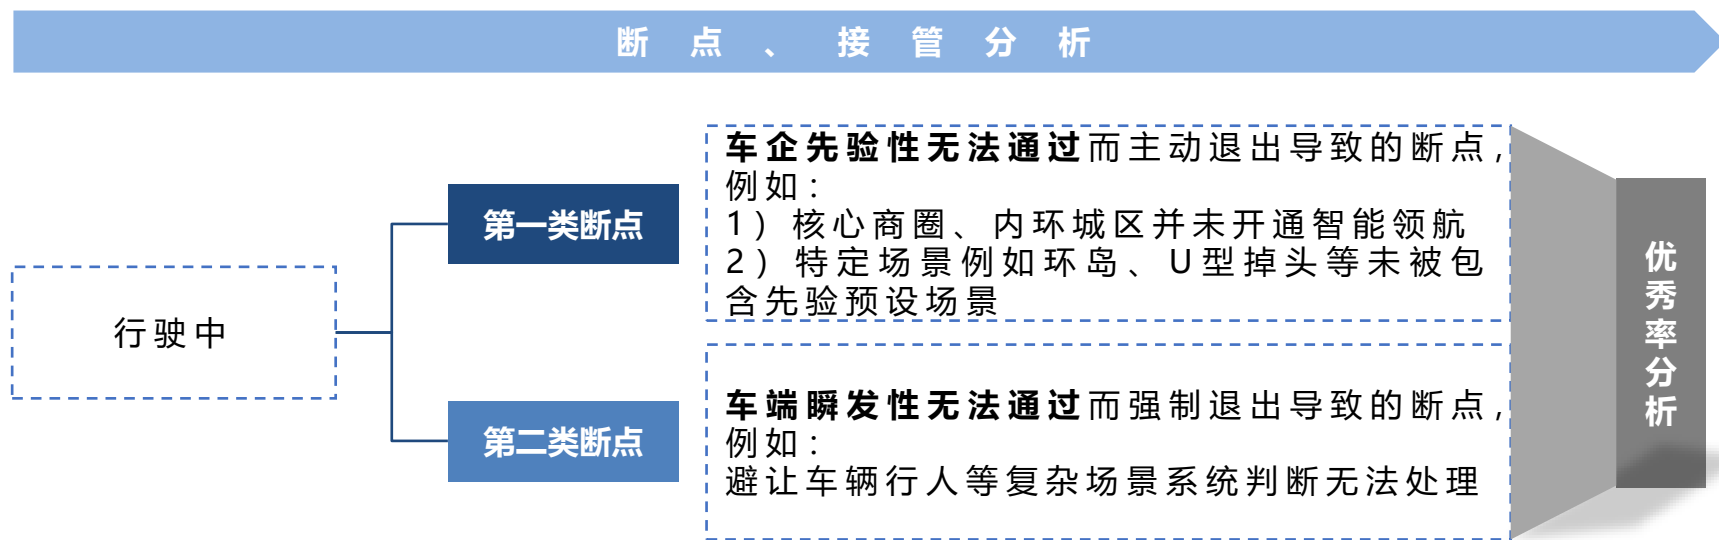 断点、接管分析
车企先验性无法通过而主动退出导致的断点,
例如:
1）核心商圈、内环城区并未开通智能领航
2）特定场景例如环岛、U型掉头等未被包
含先验预设场景
第一类断点
行驶中
第二类断点
车端瞬发性无法通过而强制退出导致的断点,
例如:
避让车辆行人等复杂场景系统判断无法处理
优秀率分析